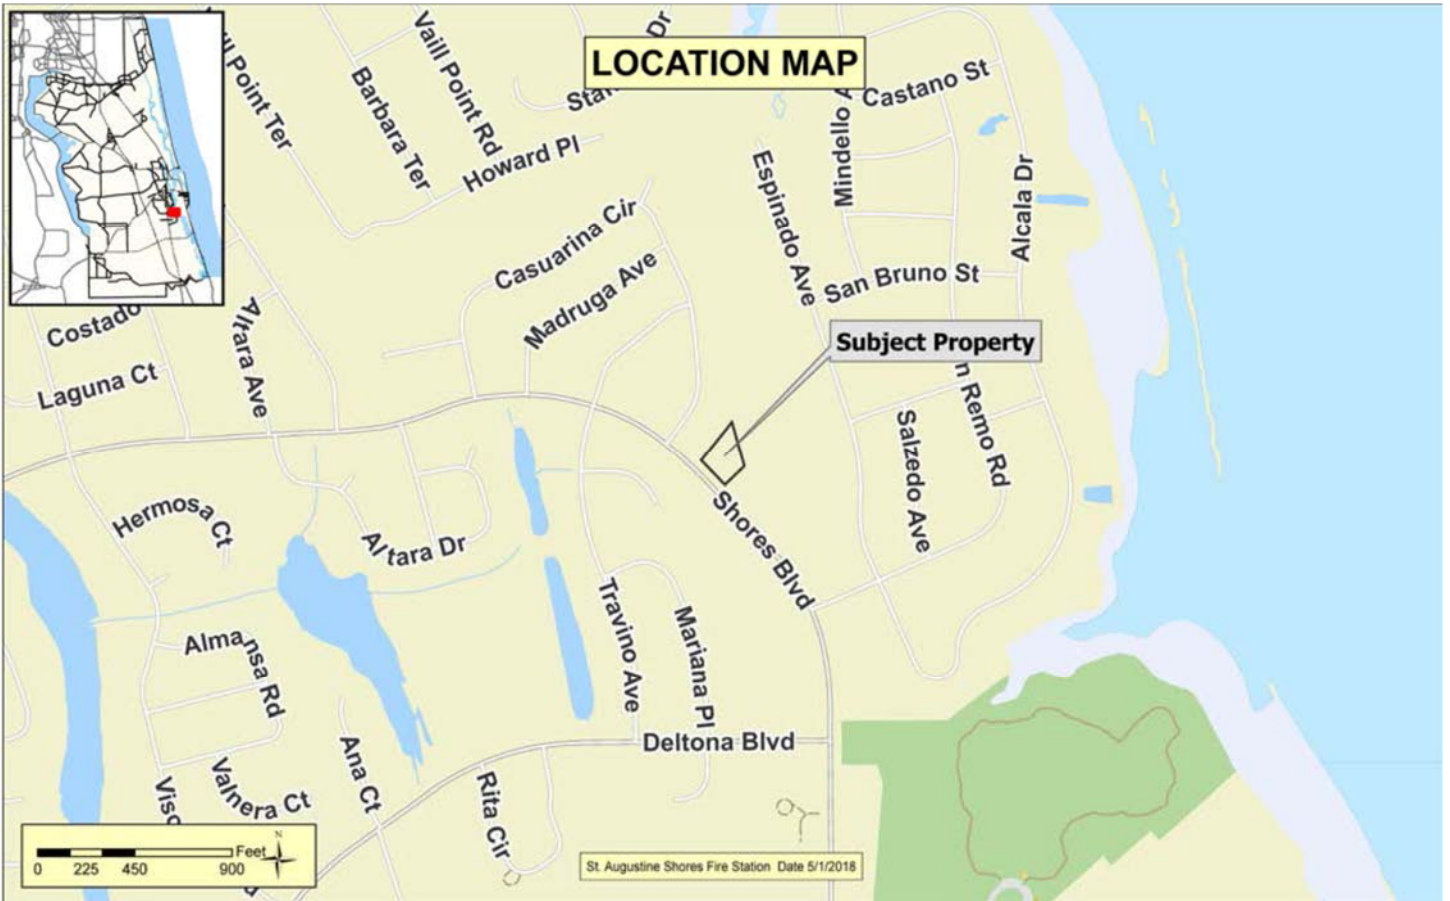 LOCATION MAP
Dr
Vaill Point Rd
Point Ter
Barbara Ter
Howard Pl
Castano St
Mindello
Espinado Ave
Alcala Dr
Casuarina Cir
Madruga Ave
San Bruno St
Costado
Altara Ave
Subject Property
Laguna Ct
Remo Rd
Salzedo Ave
Hermosa Ct
Altara Dr
Shores Blvd
Travino Ave
Mariana Pl
Almansa Rd
Deltona Blvd
Ana Ct
Valnera Ct
Rita Cir
N
Feet
0 225 450 900
St. Augustine Shores Fire Station Date 5/1/2018